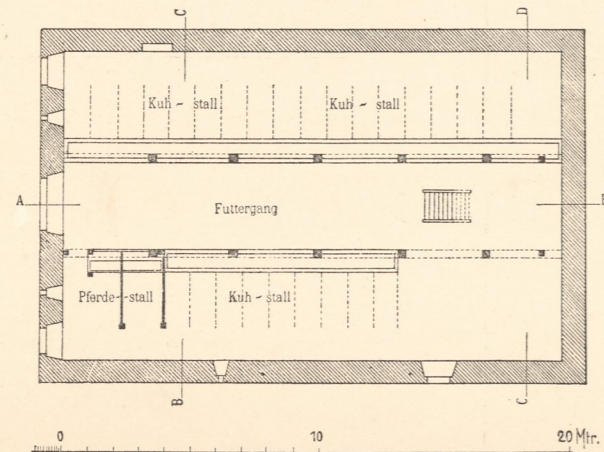 C D
Kuh - stall Kuh - stall
A Futtergang
Pferde - stall Kuh - stall
B C
0 10 20 Mtr.